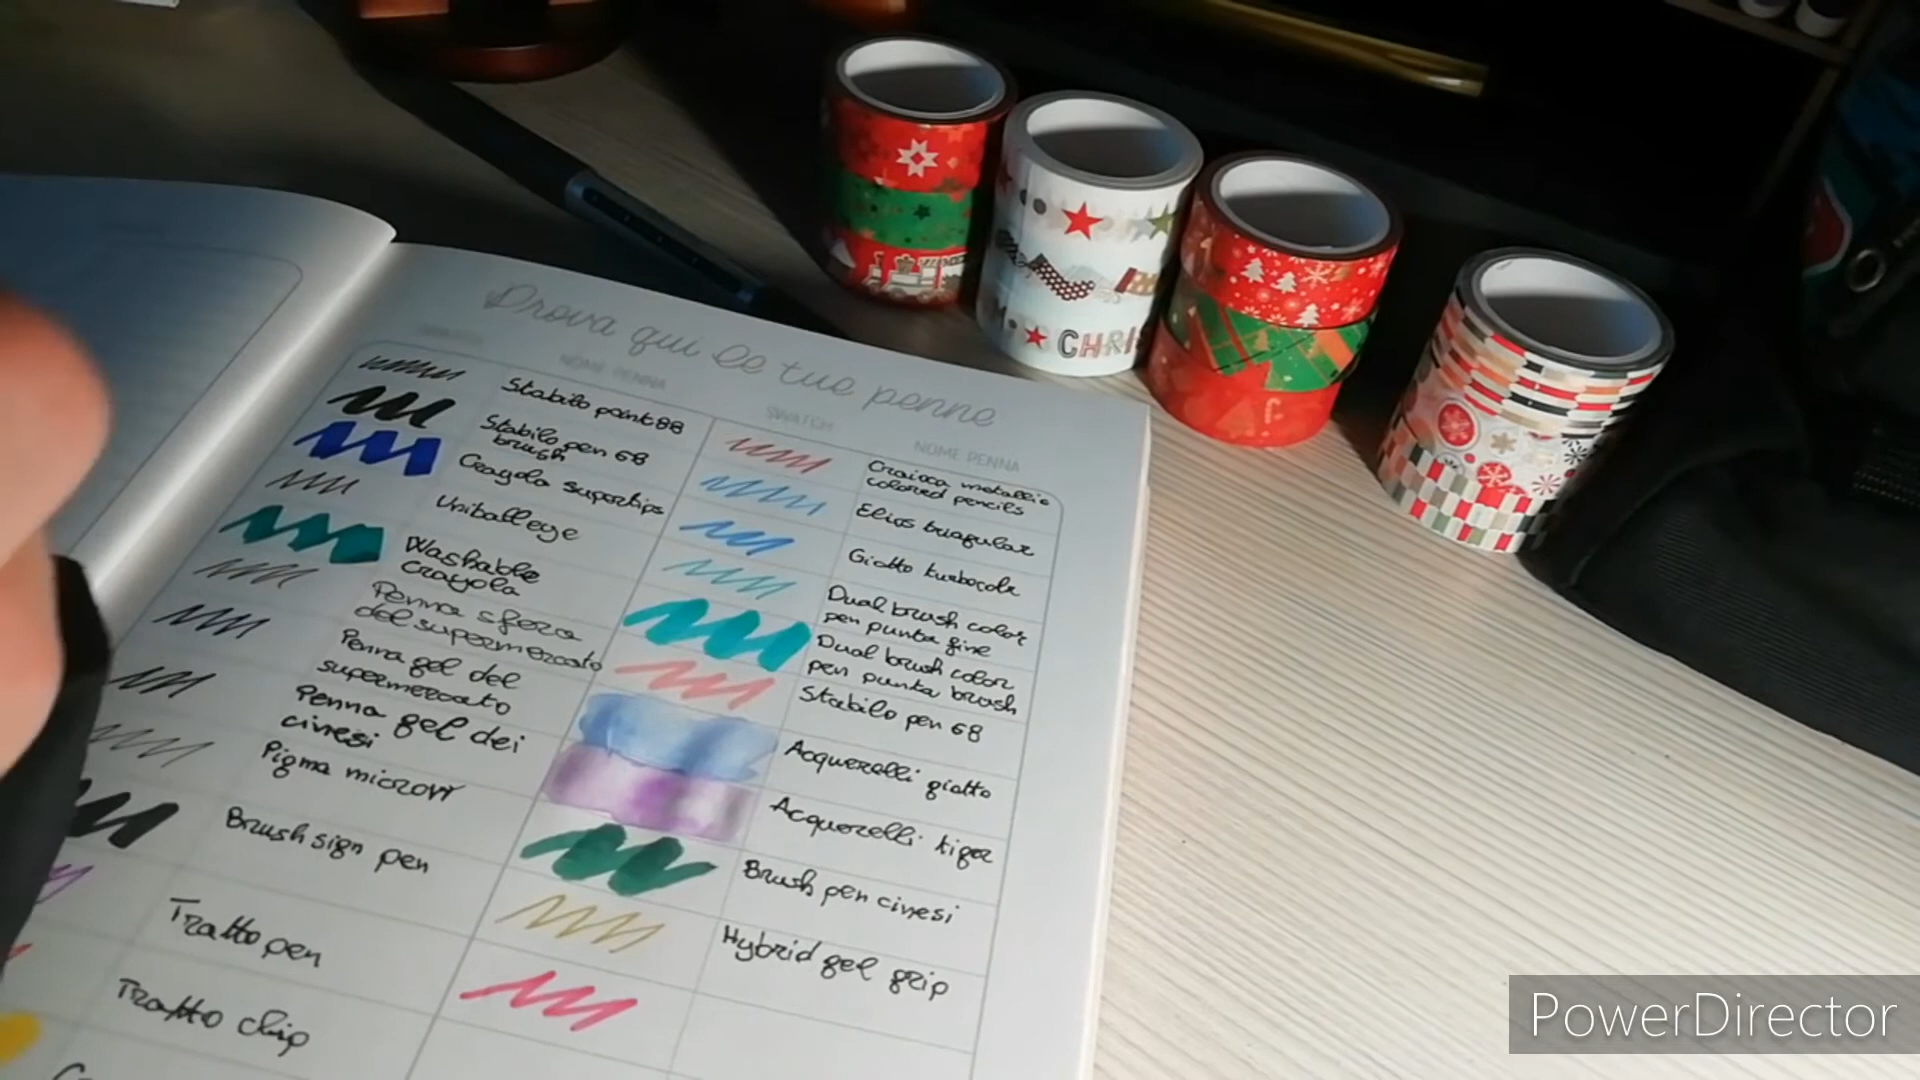 Prova qui le tue penne
NOME PENNA
SWATCH
NOME PENNA
Stabilo point 88
Stabilo pen 68
brush
Crayola supertips
Uniball eye
Washable
Crayola
Penna sfera
del supermercato
Penna gel del
supermercato
Penna gel dei
cinesi
Pigma micron
Brush sign pen
Tratto pen
Tratto clip
colored pencils
Elios triangular
Giotto turbocolor
Dual brush color
pen punta fine
Dual brush color
pen punta brush
Stabilo pen 68
Acquerelli giotto
Acquerelli tiger
Brush pen cinesi
Hybrid gel grip
CHRIS
PowerDirector